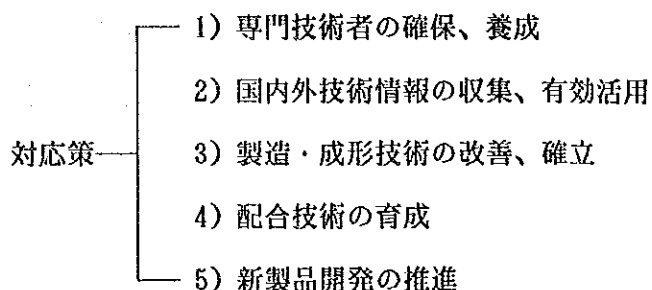 1) 専門技術者の確保、養成
2) 国内外技術情報の収集、有効活用
対応策
3) 製造・成形技術の改善、確立
4) 配合技術の育成
5) 新製品開発の推進